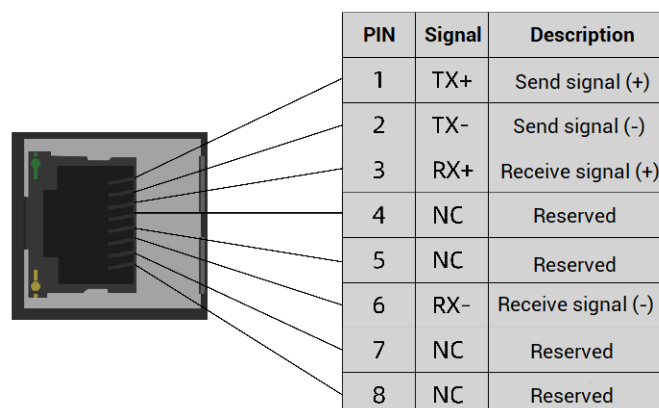 PIN Signal Description
1 TX+ Send signal (+)
2 TX- Send signal (-)
3 RX+ Receive signal (+)
4 NC Reserved
5 NC Reserved
6 RX- Receive signal (-)
7 NC Reserved
8 NC Reserved